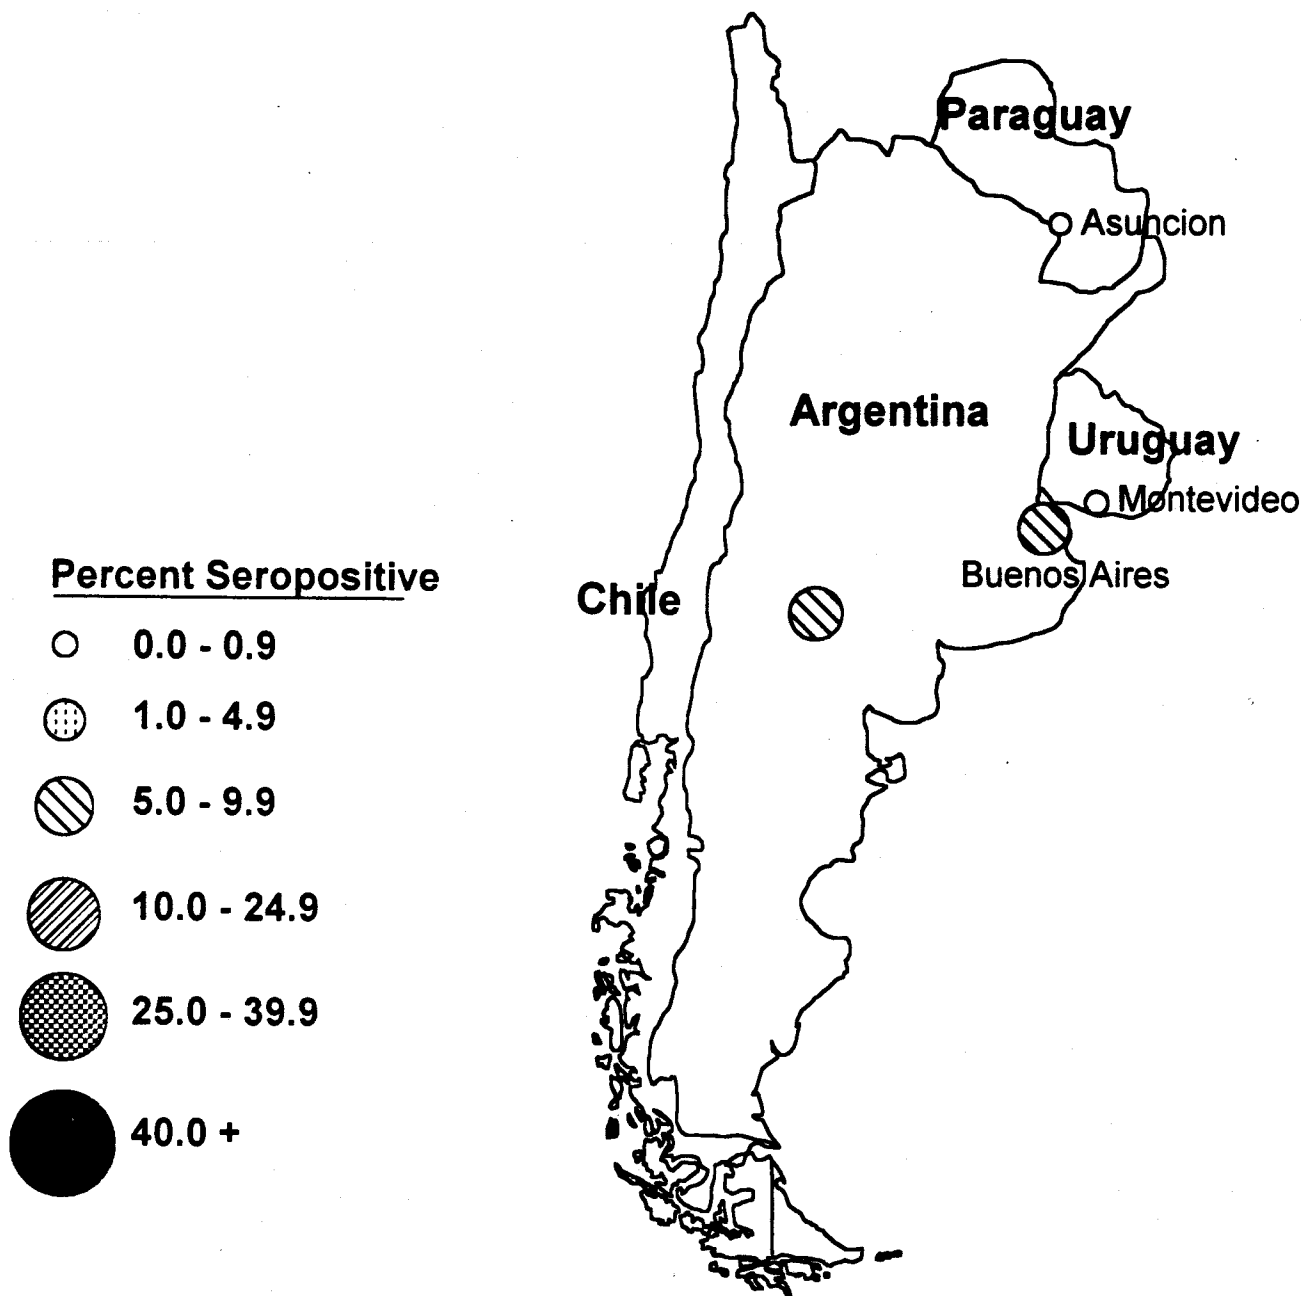 Paraguay
Asuncion
Argentina
Uruguay
Montevideo
Buenos Aires
Chile
Percent Seropositive
0.0 - 0.9
1.0 - 4.9
5.0 - 9.9
10.0 - 24.9
25.0 - 39.9
40.0 +